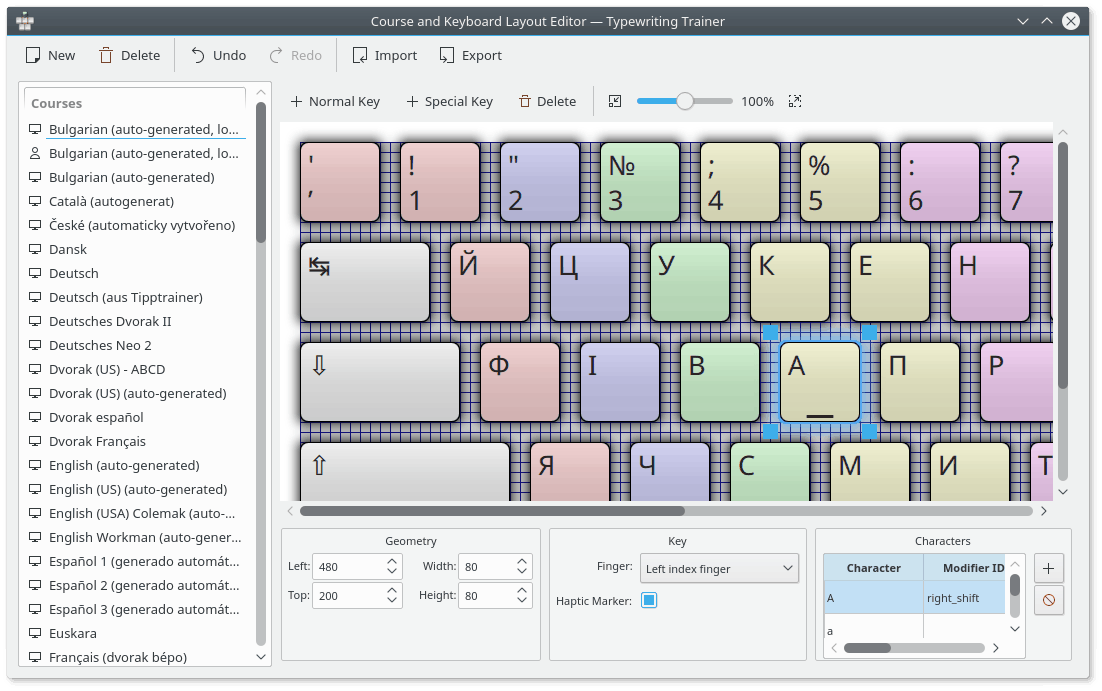 Course and Keyboard Layout Editor — Typewriting Trainer
New Delete Undo Redo Import Export
Courses
Bulgarian (auto-generated, lo...
Bulgarian (auto-generated, lo...
Bulgarian (auto-generated)
Català (autogenerat)
České (automaticky vytvořeno)
Dansk
Deutsch
Deutsch (aus Tipptrainer)
Deutsches Dvorak II
Deutsches Neo 2
Dvorak (US) - ABCD
Dvorak (US) (auto-generated)
Dvorak español
Dvorak Français
English (auto-generated)
English (US) (auto-generated)
English (USA) Colemak (auto-...
English Workman (auto-gener...
Español 1 (generado automát...
Español 2 (generado automát...
Español 3 (generado automát...
Euskara
Français (dvorak bépo)
Normal Key Special Key Delete 100%
' ! " № ; % : ?
’ 1 2 3 4 5 6 7
↹ Й Ц У К Е Н
⇩ Ф І В А П Р
⇧ Я Ч С М И Т
Geometry
Left: 480 Width: 80
Top: 200 Height: 80
Key
Finger: Left index finger
Haptic Marker:
Characters
Character Modifier ID
A right_shift
a